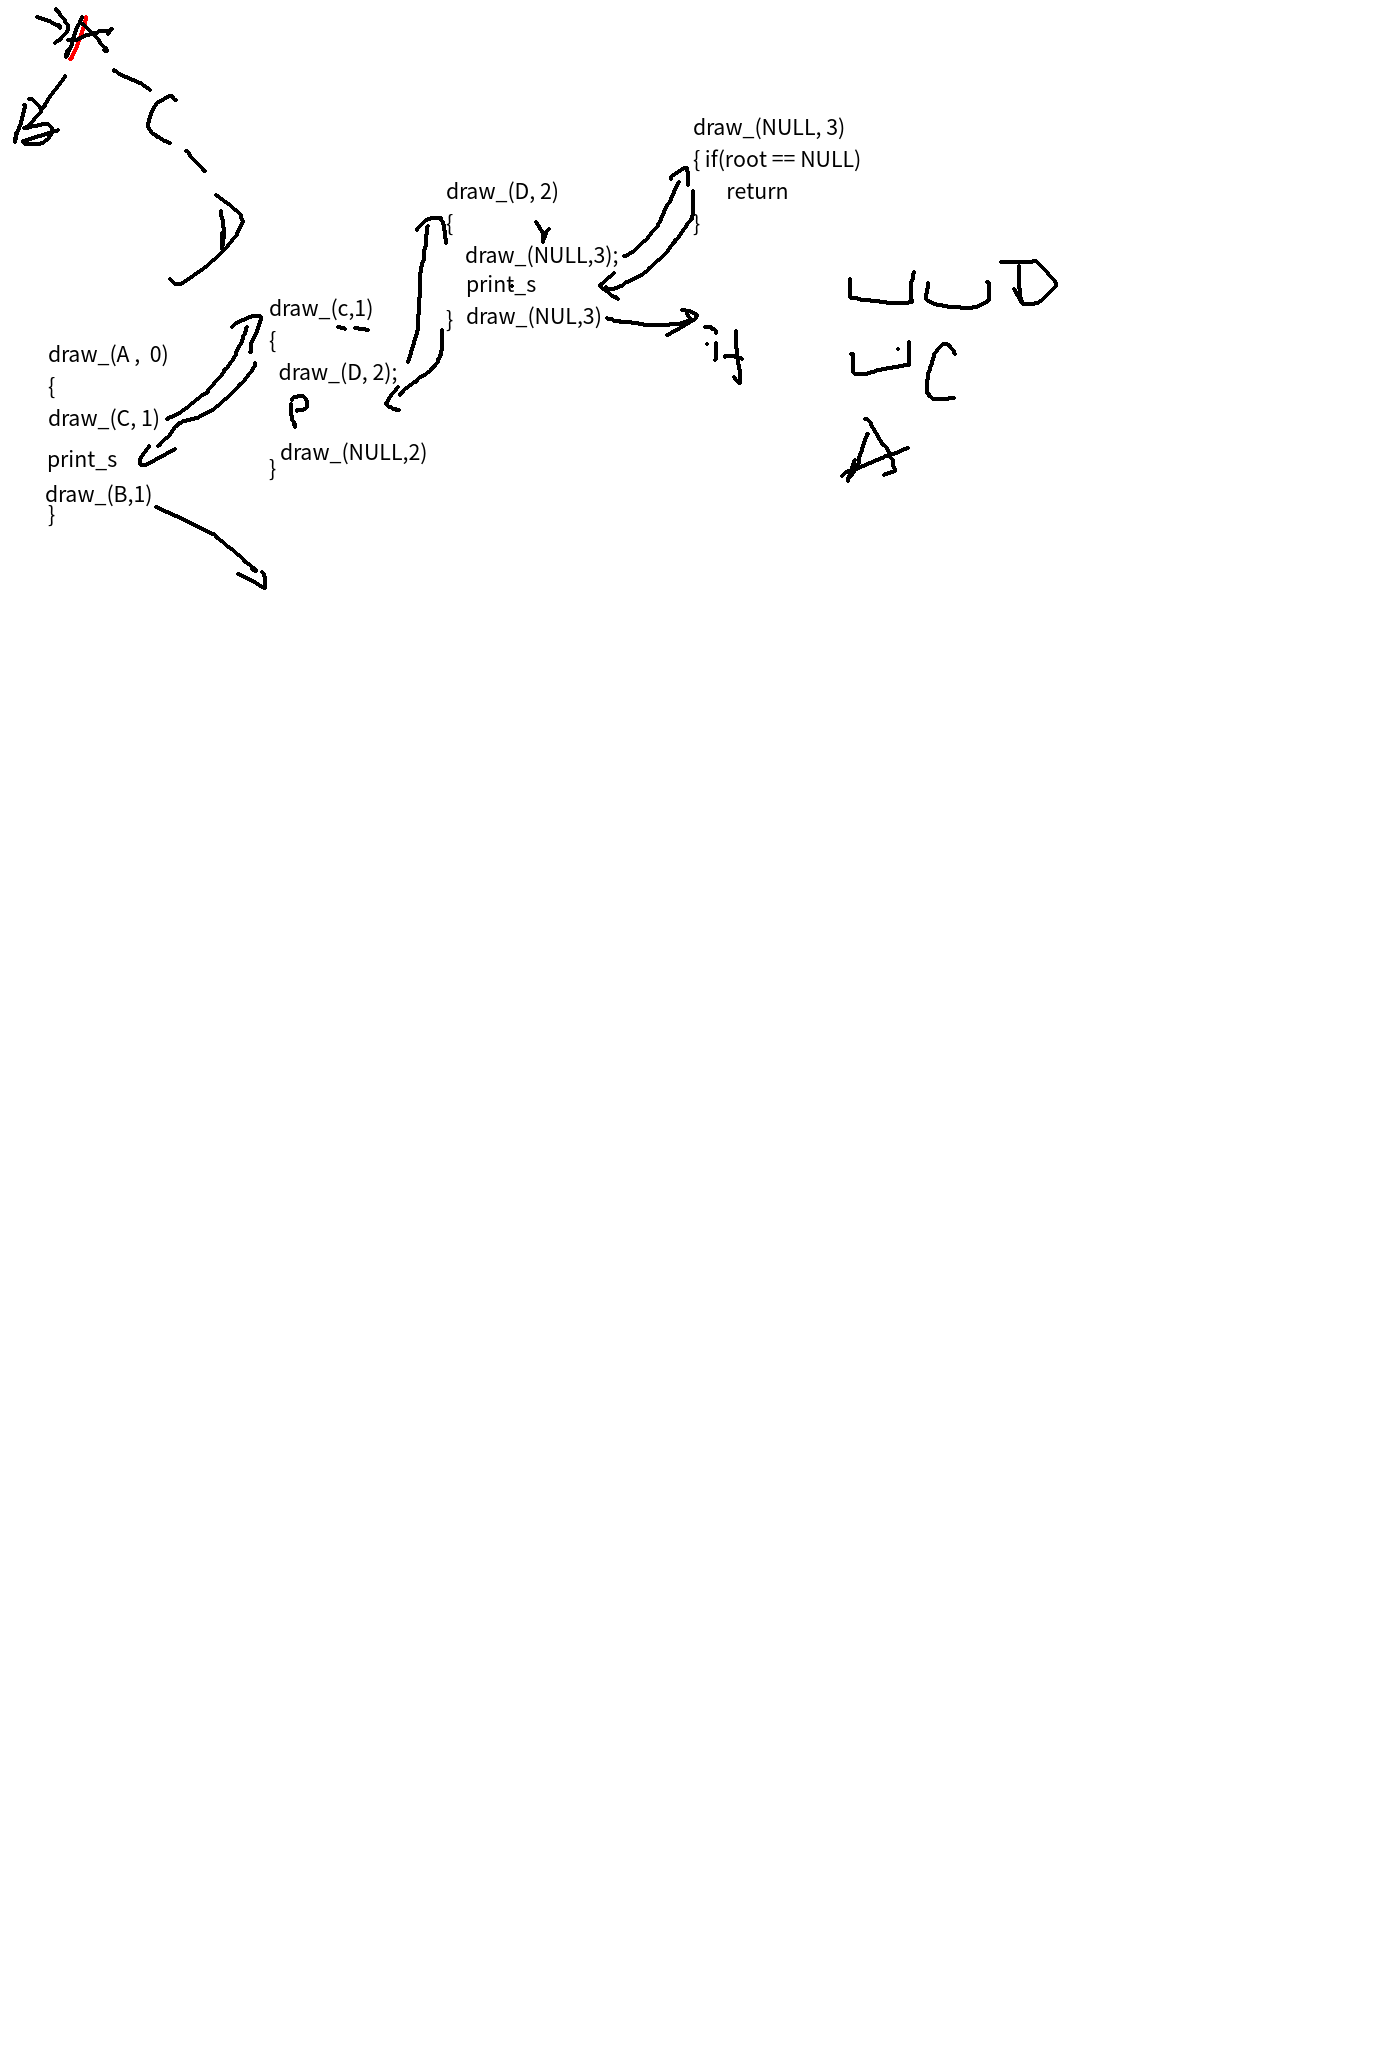 A
B
C
D
draw_(NULL, 3)
{ if(root == NULL)
return
}
draw_(D, 2)
{
draw_(NULL,3);
print_s
} draw_(NUL,3)
draw_(c,1)
{
draw_(D, 2);
P
draw_(NULL,2)
}
draw_(A , 0)
{
draw_(C, 1)
print_s
draw_(B,1)
}
D
C
A